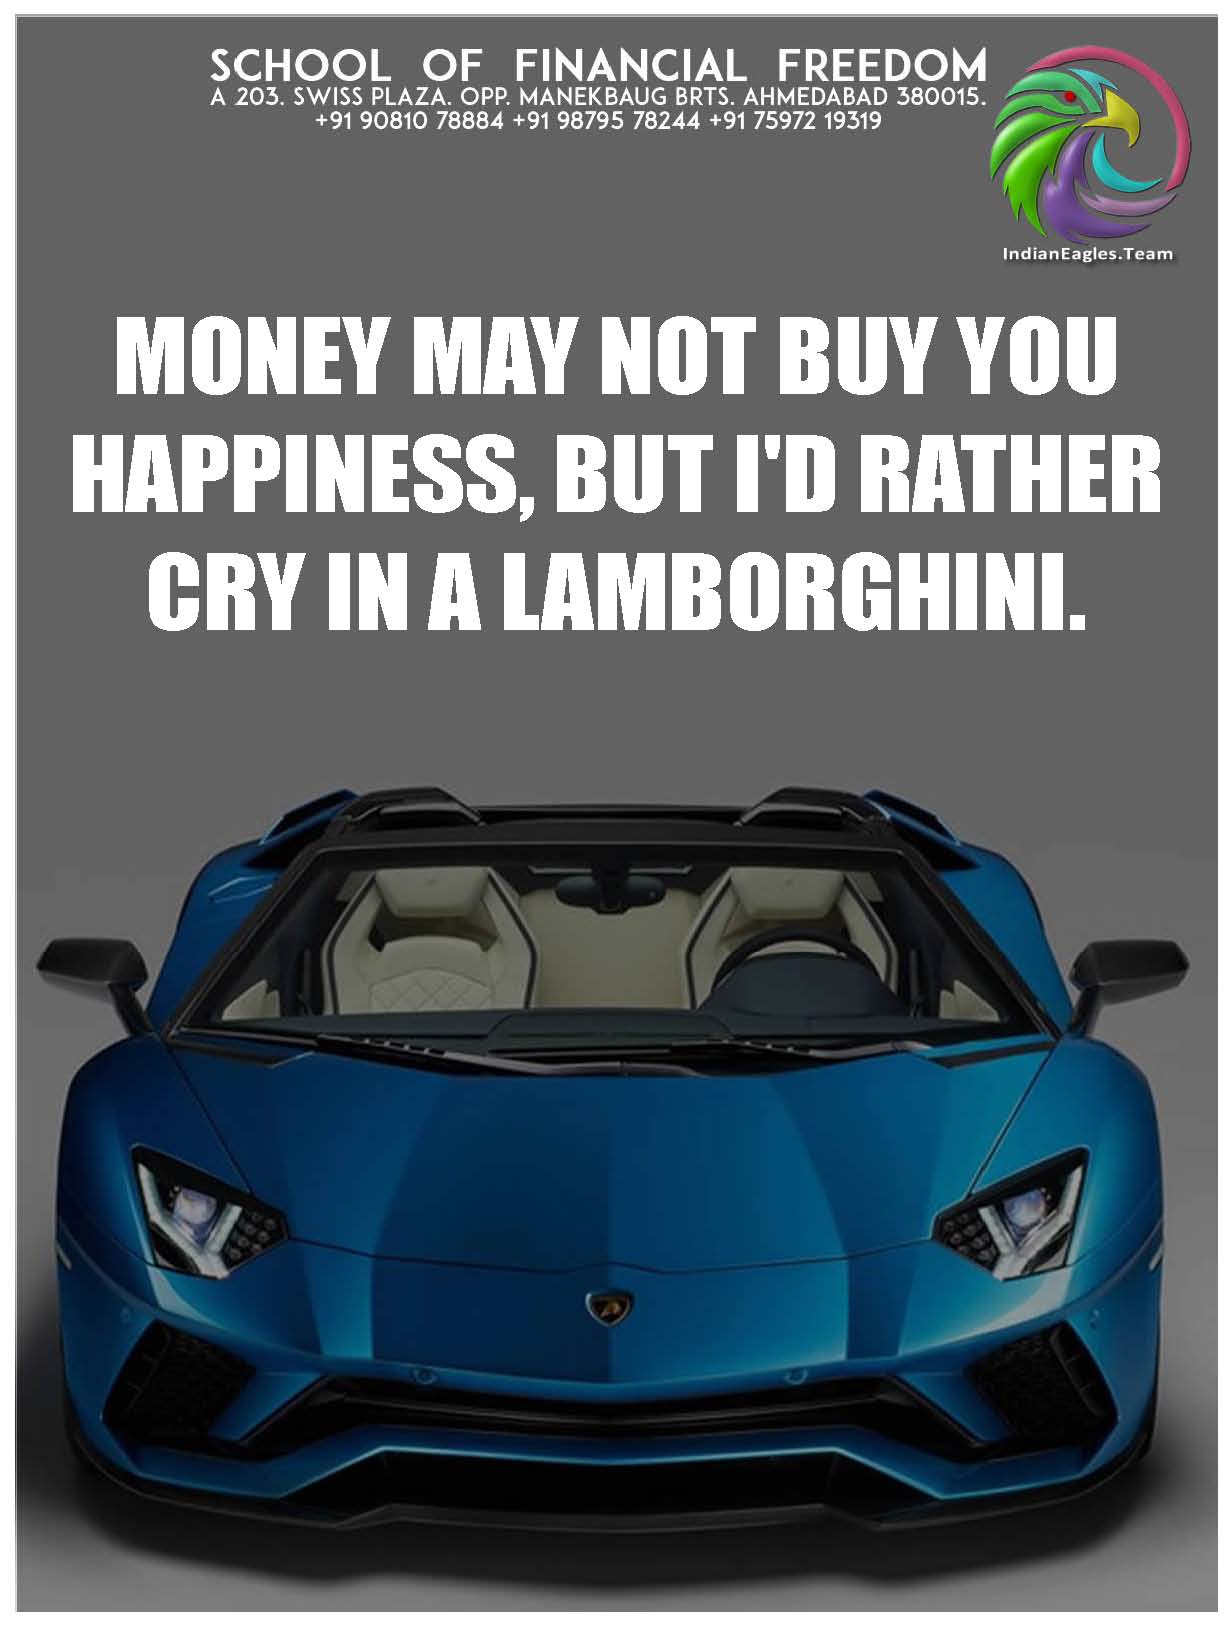 SCHOOL OF FINANCIAL FREEDOM
A 203. SWISS PLAZA. OPP. MANEKBAUG BRTS. AHMEDABAD 380015.
+91 90810 78884 +91 98795 78244 +91 75972 19319
IndianEagles.Team
MONEY MAY NOT BUY YOU
HAPPINESS, BUT I'D RATHER
CRY IN A LAMBORGHINI.